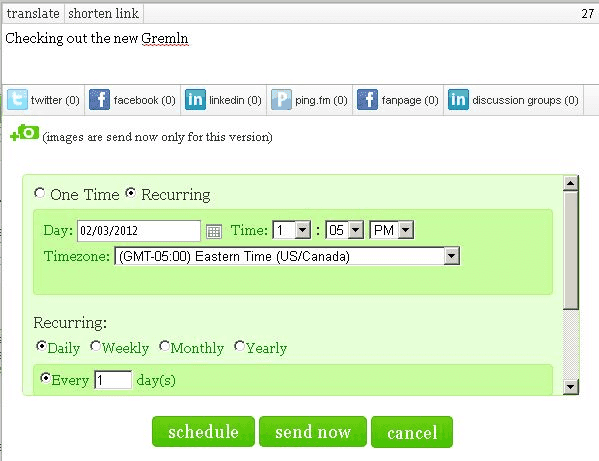 translate shorten link 27
Checking out the new Gremln
twitter (0) facebook (0) linkedin (0) ping.fm (0) fanpage (0) discussion groups (0)
(images are send now only for this version)
One Time Recurring
Day: 02/03/2012 Time: 1 : 05 PM
Timezone: (GMT-05:00) Eastern Time (US/Canada)
Recurring:
Daily Weekly Monthly Yearly
Every 1 day(s)
schedule send now cancel